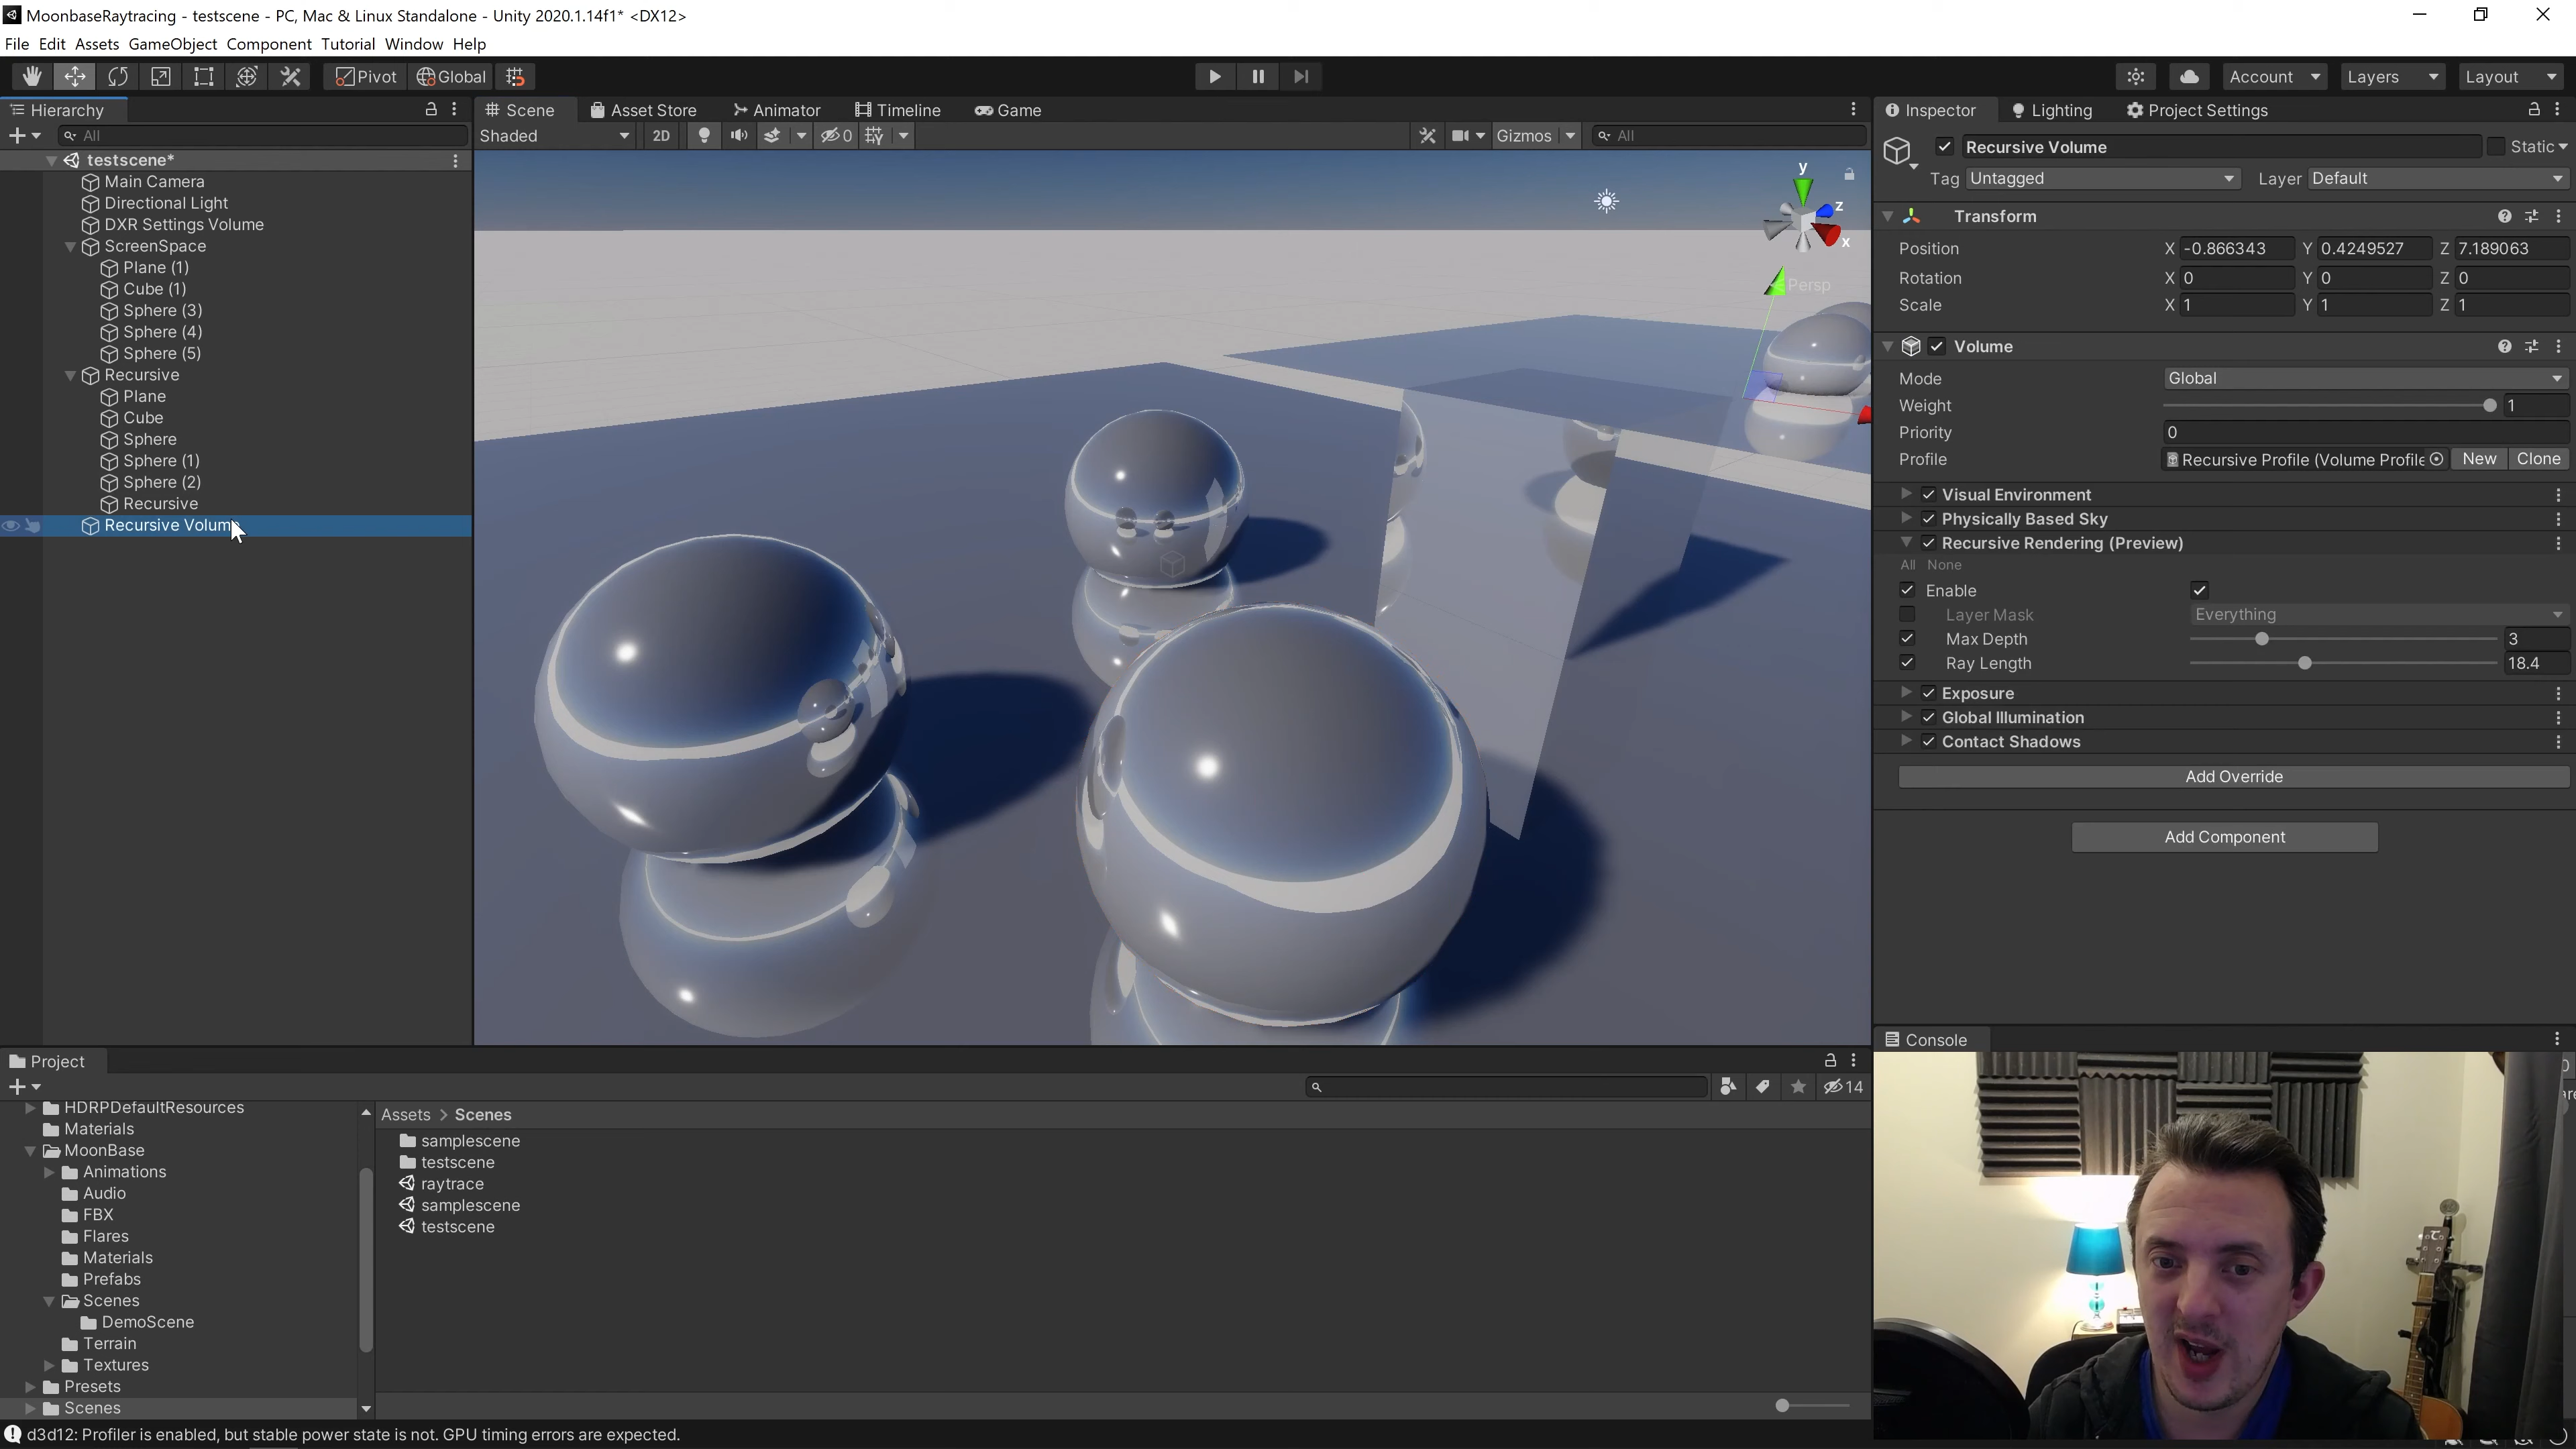 MoonbaseRaytracing - testscene - PC, Mac & Linux Standalone - Unity 2020.1.14f1* <DX12>
File Edit Assets GameObject Component Tutorial Window Help
Pivot Global Account Layers Layout
Hierarchy
All
testscene*
Main Camera
Directional Light
DXR Settings Volume
ScreenSpace
Plane (1)
Cube (1)
Sphere (3)
Sphere (4)
Sphere (5)
Recursive
Plane
Cube
Sphere
Sphere (1)
Sphere (2)
Recursive
Recursive Volume
Scene Asset Store Animator Timeline Game
Shaded 2D 0 Gizmos All
y
z
x
Persp
Inspector Lighting Project Settings
Recursive Volume Static
Tag Untagged Layer Default
Transform
Position X -0.866343 Y 0.4249527 Z 7.189063
Rotation X 0 Y 0 Z 0
Scale X 1 Y 1 Z 1
Volume
Mode Global
Weight 1
Priority 0
Profile Recursive Profile (Volume Profile New Clone
Visual Environment
Physically Based Sky
Recursive Rendering (Preview)
All None
Enable
Layer Mask Everything
Max Depth 3
Ray Length 18.4
Exposure
Global Illumination
Contact Shadows
Add Override
Add Component
Console
Project
14
HDRPDefaultResources
Materials
MoonBase
Animations
Audio
FBX
Flares
Materials
Prefabs
Scenes
DemoScene
Terrain
Textures
Presets
Scenes
Assets > Scenes
samplescene
testscene
raytrace
samplescene
testscene
d3d12: Profiler is enabled, but stable power state is not. GPU timing errors are expected.